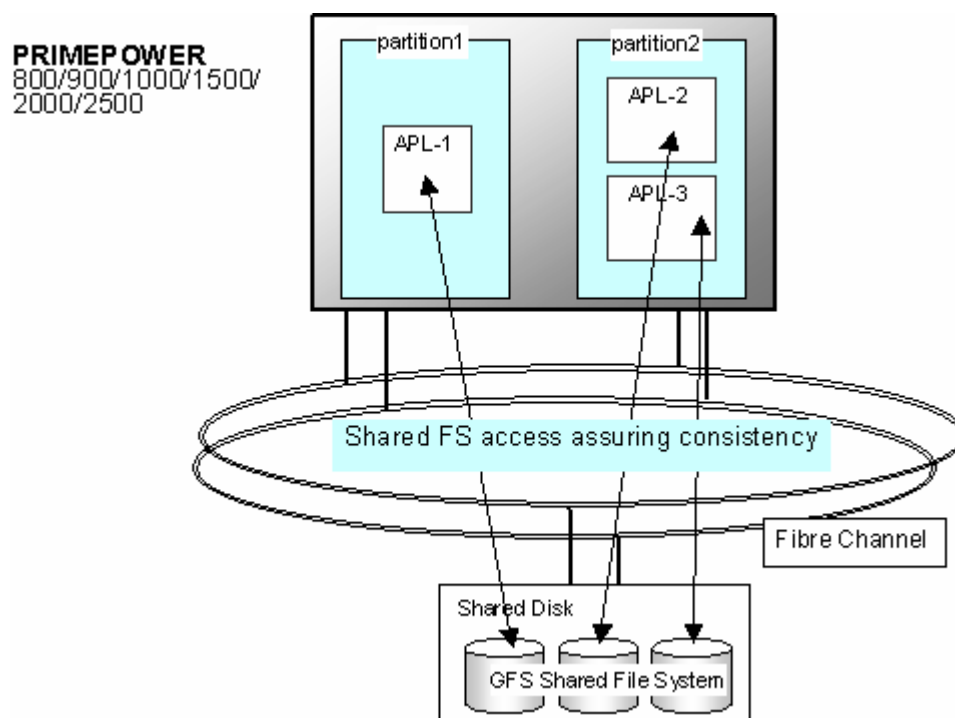 PRIMEPOWER
800/900/1000/1500/
2000/2500
partition1
partition2
APL-1
APL-2
APL-3
Shared FS access assuring consistency
Fibre Channel
Shared Disk
GFS Shared File System